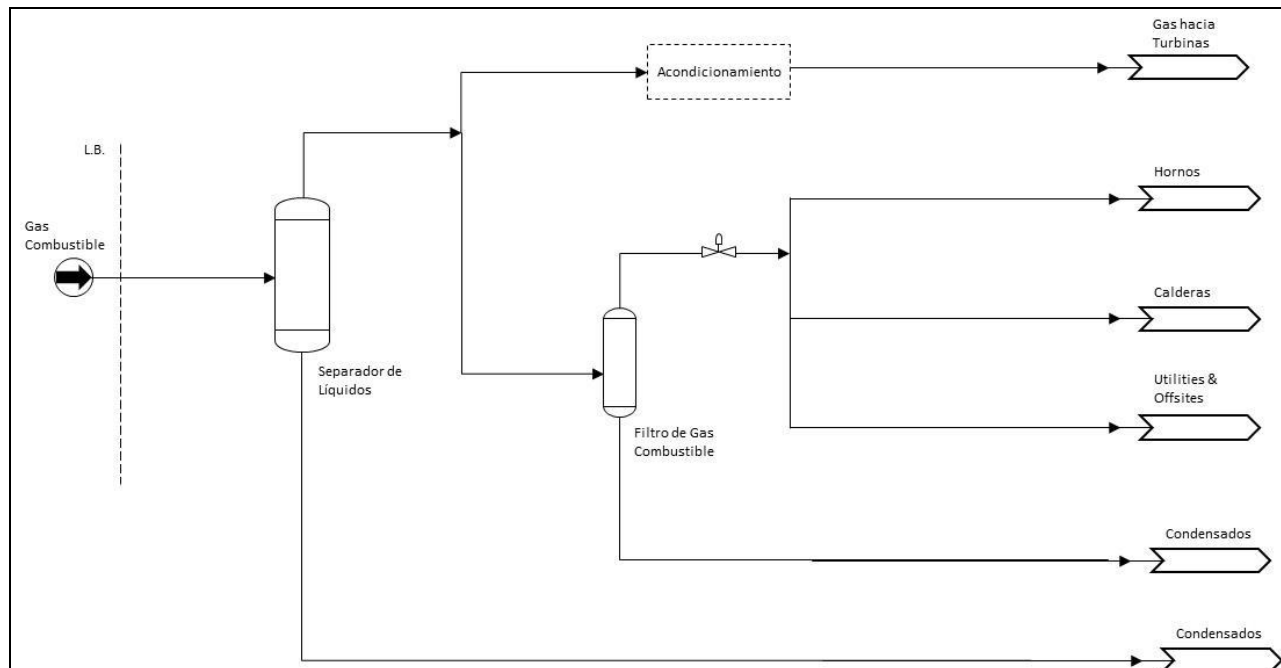 Gas hacia
Turbinas
Acondicionamiento
L.B.
Hornos
Gas
Combustible
Calderas
Separador de
Líquidos
Utilities &
Offsites
Filtro de Gas
Combustible
Condensados
Condensados